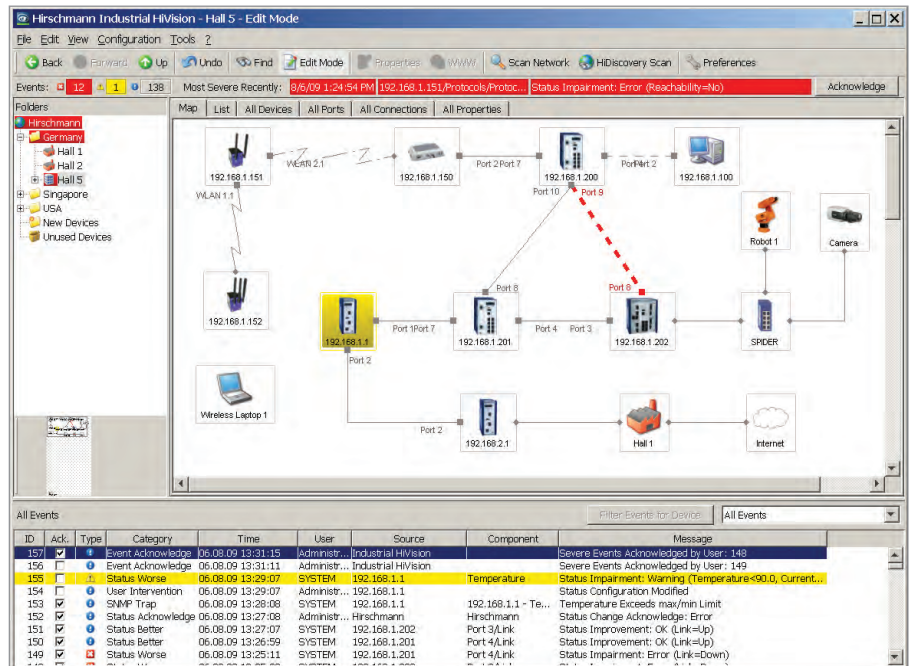 Hirschmann Industrial HiVision - Hall 5 - Edit Mode
File Edit View Configuration Tools ?
Back Forward Up Undo Find Edit Mode Properties WWW Scan Network HiDiscovery Scan Preferences
Events: 12 1 138 Most Severe Recently: 8/6/09 1:24:54 PM 192.168.1.151/Protocols/Protoc... Status Impairment: Error (Reachability=No) Acknowledge
Folders
Hirschmann
Germany
Hall 1
Hall 2
Hall 5
Singapore
USA
New Devices
Unused Devices
Map List All Devices All Ports All Connections All Properties
WLAN 2.1 Port 2 Port 7
192.168.1.151 192.168.1.150 192.168.1.200 192.168.1.100
WLAN 1.1 Port 10 Port 9
Robot 1 Camera
Port 8 Port 8
192.168.1.152
Port 1 Port 7 Port 4 Port 3
192.168.1.1 192.168.1.201 192.168.1.202 SPIDER
Port 2
Wireless Laptop 1
Port 2
192.168.2.1 Hall 1 Internet
All Events Filter Events for Device All Events
ID Ack. Type Category Time User Source Component Message
157 Event Acknowledge 06.08.09 13:31:15 Administr... Industrial HiVision Severe Events Acknowledged by User: 148
156 Event Acknowledge 06.08.09 13:31:11 Administr... Industrial HiVision Severe Events Acknowledged by User: 149
155 Status Worse 06.08.09 13:29:07 SYSTEM 192.168.1.1 Temperature Status Impairment: Warning (Temperature<90.0, Current...
154 User Intervention 06.08.09 13:29:07 Administr... 192.168.1.1 Status Configuration Modified
153 SNMP Trap 06.08.09 13:28:08 SYSTEM 192.168.1.1 192.168.1.1 - Te... Temperature Exceeds max/min Limit
152 Status Acknowledge 06.08.09 13:27:08 Administr... Hirschmann Hirschmann Status Change Acknowledge: Error
151 Status Better 06.08.09 13:27:07 SYSTEM 192.168.1.202 Port 3/Link Status Improvement: OK (Link=Up)
150 Status Better 06.08.09 13:26:59 SYSTEM 192.168.1.201 Port 4/Link Status Improvement: OK (Link=Up)
149 Status Worse 06.08.09 13:25:11 SYSTEM 192.168.1.201 Port 4/Link Status Impairment: Error (Link=Down)